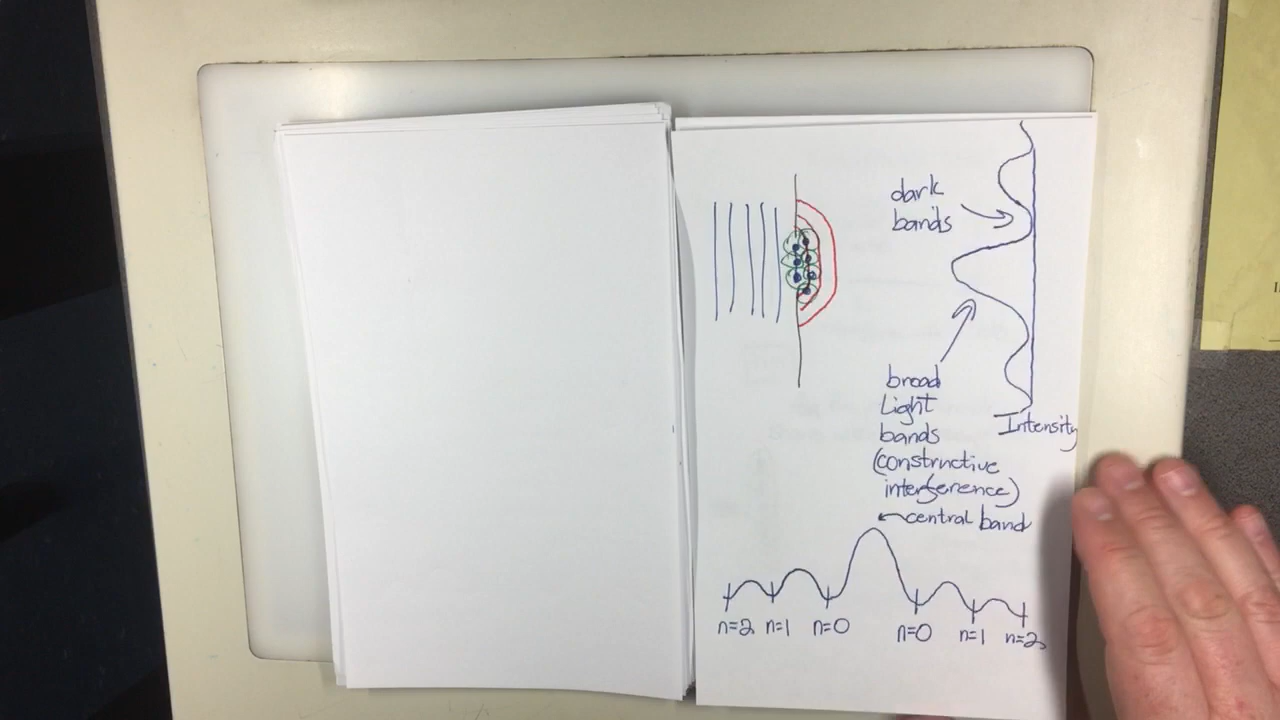 dark
bands
broad
Light
bands
(constructive
interference)
Intensity
central band
n=2 n=1 n=0 n=0 n=1 n=2